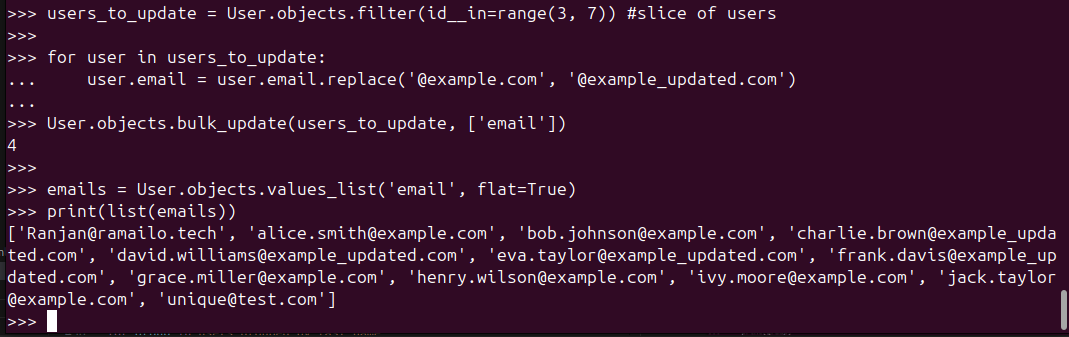 >>> users_to_update = User.objects.filter(id__in=range(3, 7)) #slice of users
>>>
>>> for user in users_to_update:
...     user.email = user.email.replace('@example.com', '@example_updated.com')
...
>>> User.objects.bulk_update(users_to_update, ['email'])
4
>>>
>>> emails = User.objects.values_list('email', flat=True)
>>> print(list(emails))
['Ranjan@ramailo.tech', 'alice.smith@example.com', 'bob.johnson@example.com', 'charlie.brown@example_upda
ted.com', 'david.williams@example_updated.com', 'eva.taylor@example_updated.com', 'frank.davis@example_up
dated.com', 'grace.miller@example.com', 'henry.wilson@example.com', 'ivy.moore@example.com', 'jack.taylor
@example.com', 'unique@test.com']
>>>